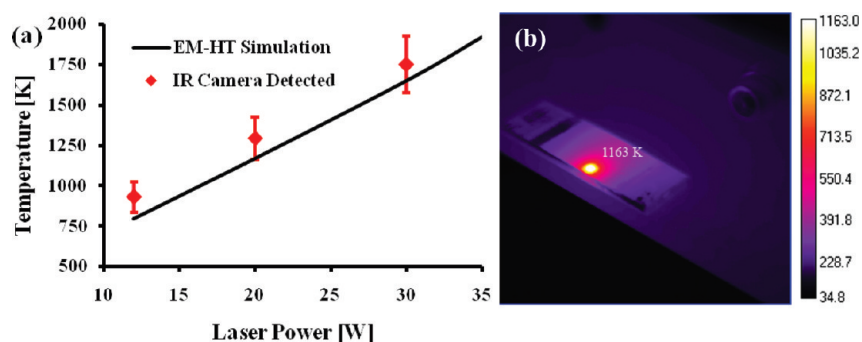 (a)
EM-HT Simulation
IR Camera Detected
Temperature [K]
2000
1750
1500
1250
1000
750
500
10 15 20 25 30 35
Laser Power [W]
(b)
1163 K
1163.0
1035.2
872.1
713.5
550.4
391.8
228.7
34.8